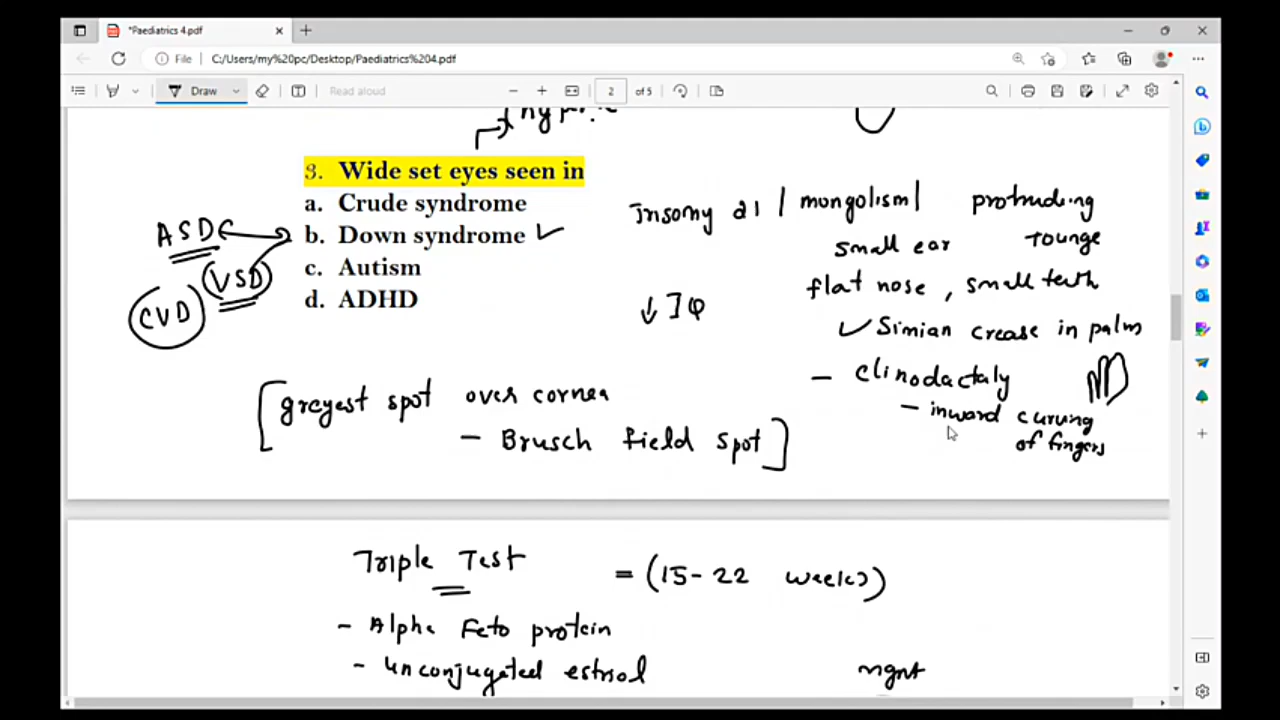 *Paediatrics 4.pdf
File C:/Users/my%20pc/Desktop/Paediatrics%204.pdf
Draw Read aloud 2 of 5
3. Wide set eyes seen in
a. Crude syndrome
b. Down syndrome
c. Autism
d. ADHD
ASD
VSD
CVD
Trisomy 21 / mongolism / protruding tounge
small ear
flat nose, small teeth
↓ IQ
Simian crease in palm
- clinodactaly
- inward curving of fingers
greyest spot over cornea
- Brusch field spot
Triple Test = (15-22 weeks)
- Alpha Feto protein
- unconjugated estriol
mgnt